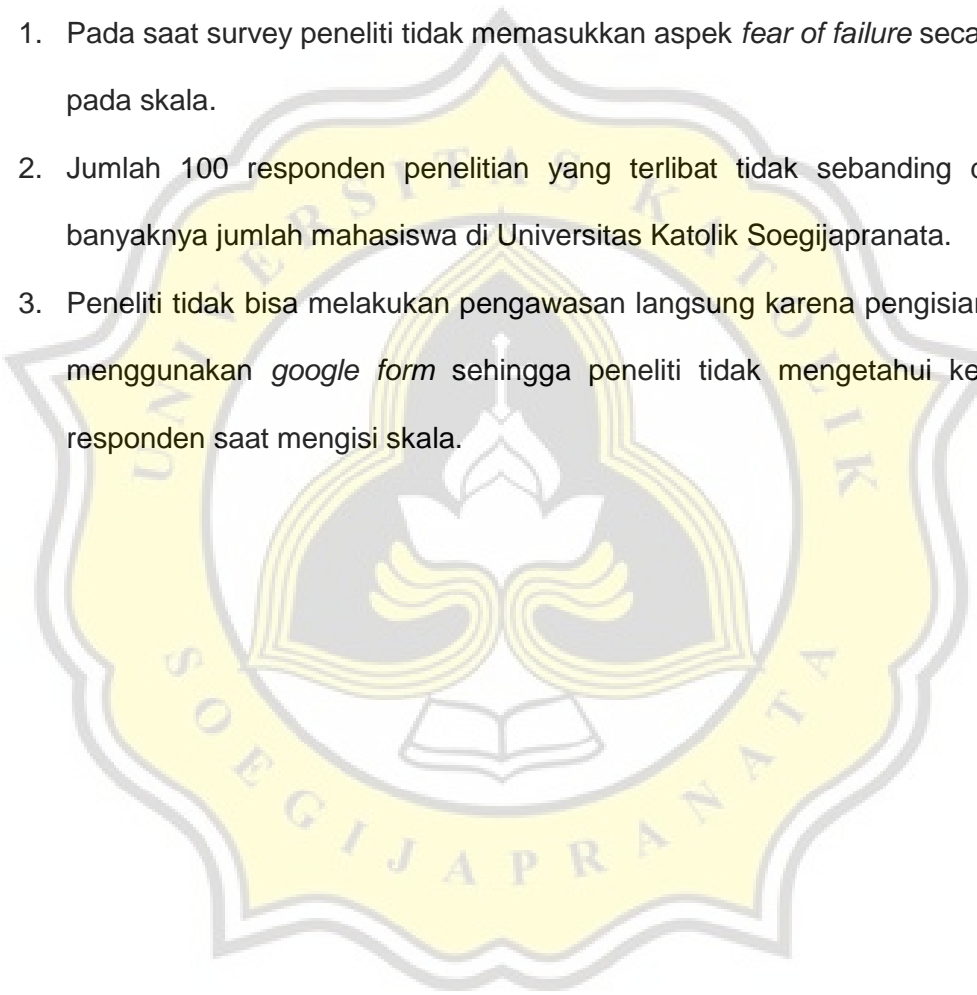 1. Pada saat survey peneliti tidak memasukkan aspek fear of failure
pada skala.
2. Jumlah 100 responden penelitian yang terlibat tidak sebanding
banyaknya jumlah mahasiswa di Universitas Katolik Soegijapranata.
3. Peneliti tidak bisa melakukan pengawasan langsung karena pengisian
menggunakan google form sehingga peneliti tidak mengetahui
responden saat mengisi skala.
UNIVERSITAS KATOLIK
SOEGIJAPRANATA